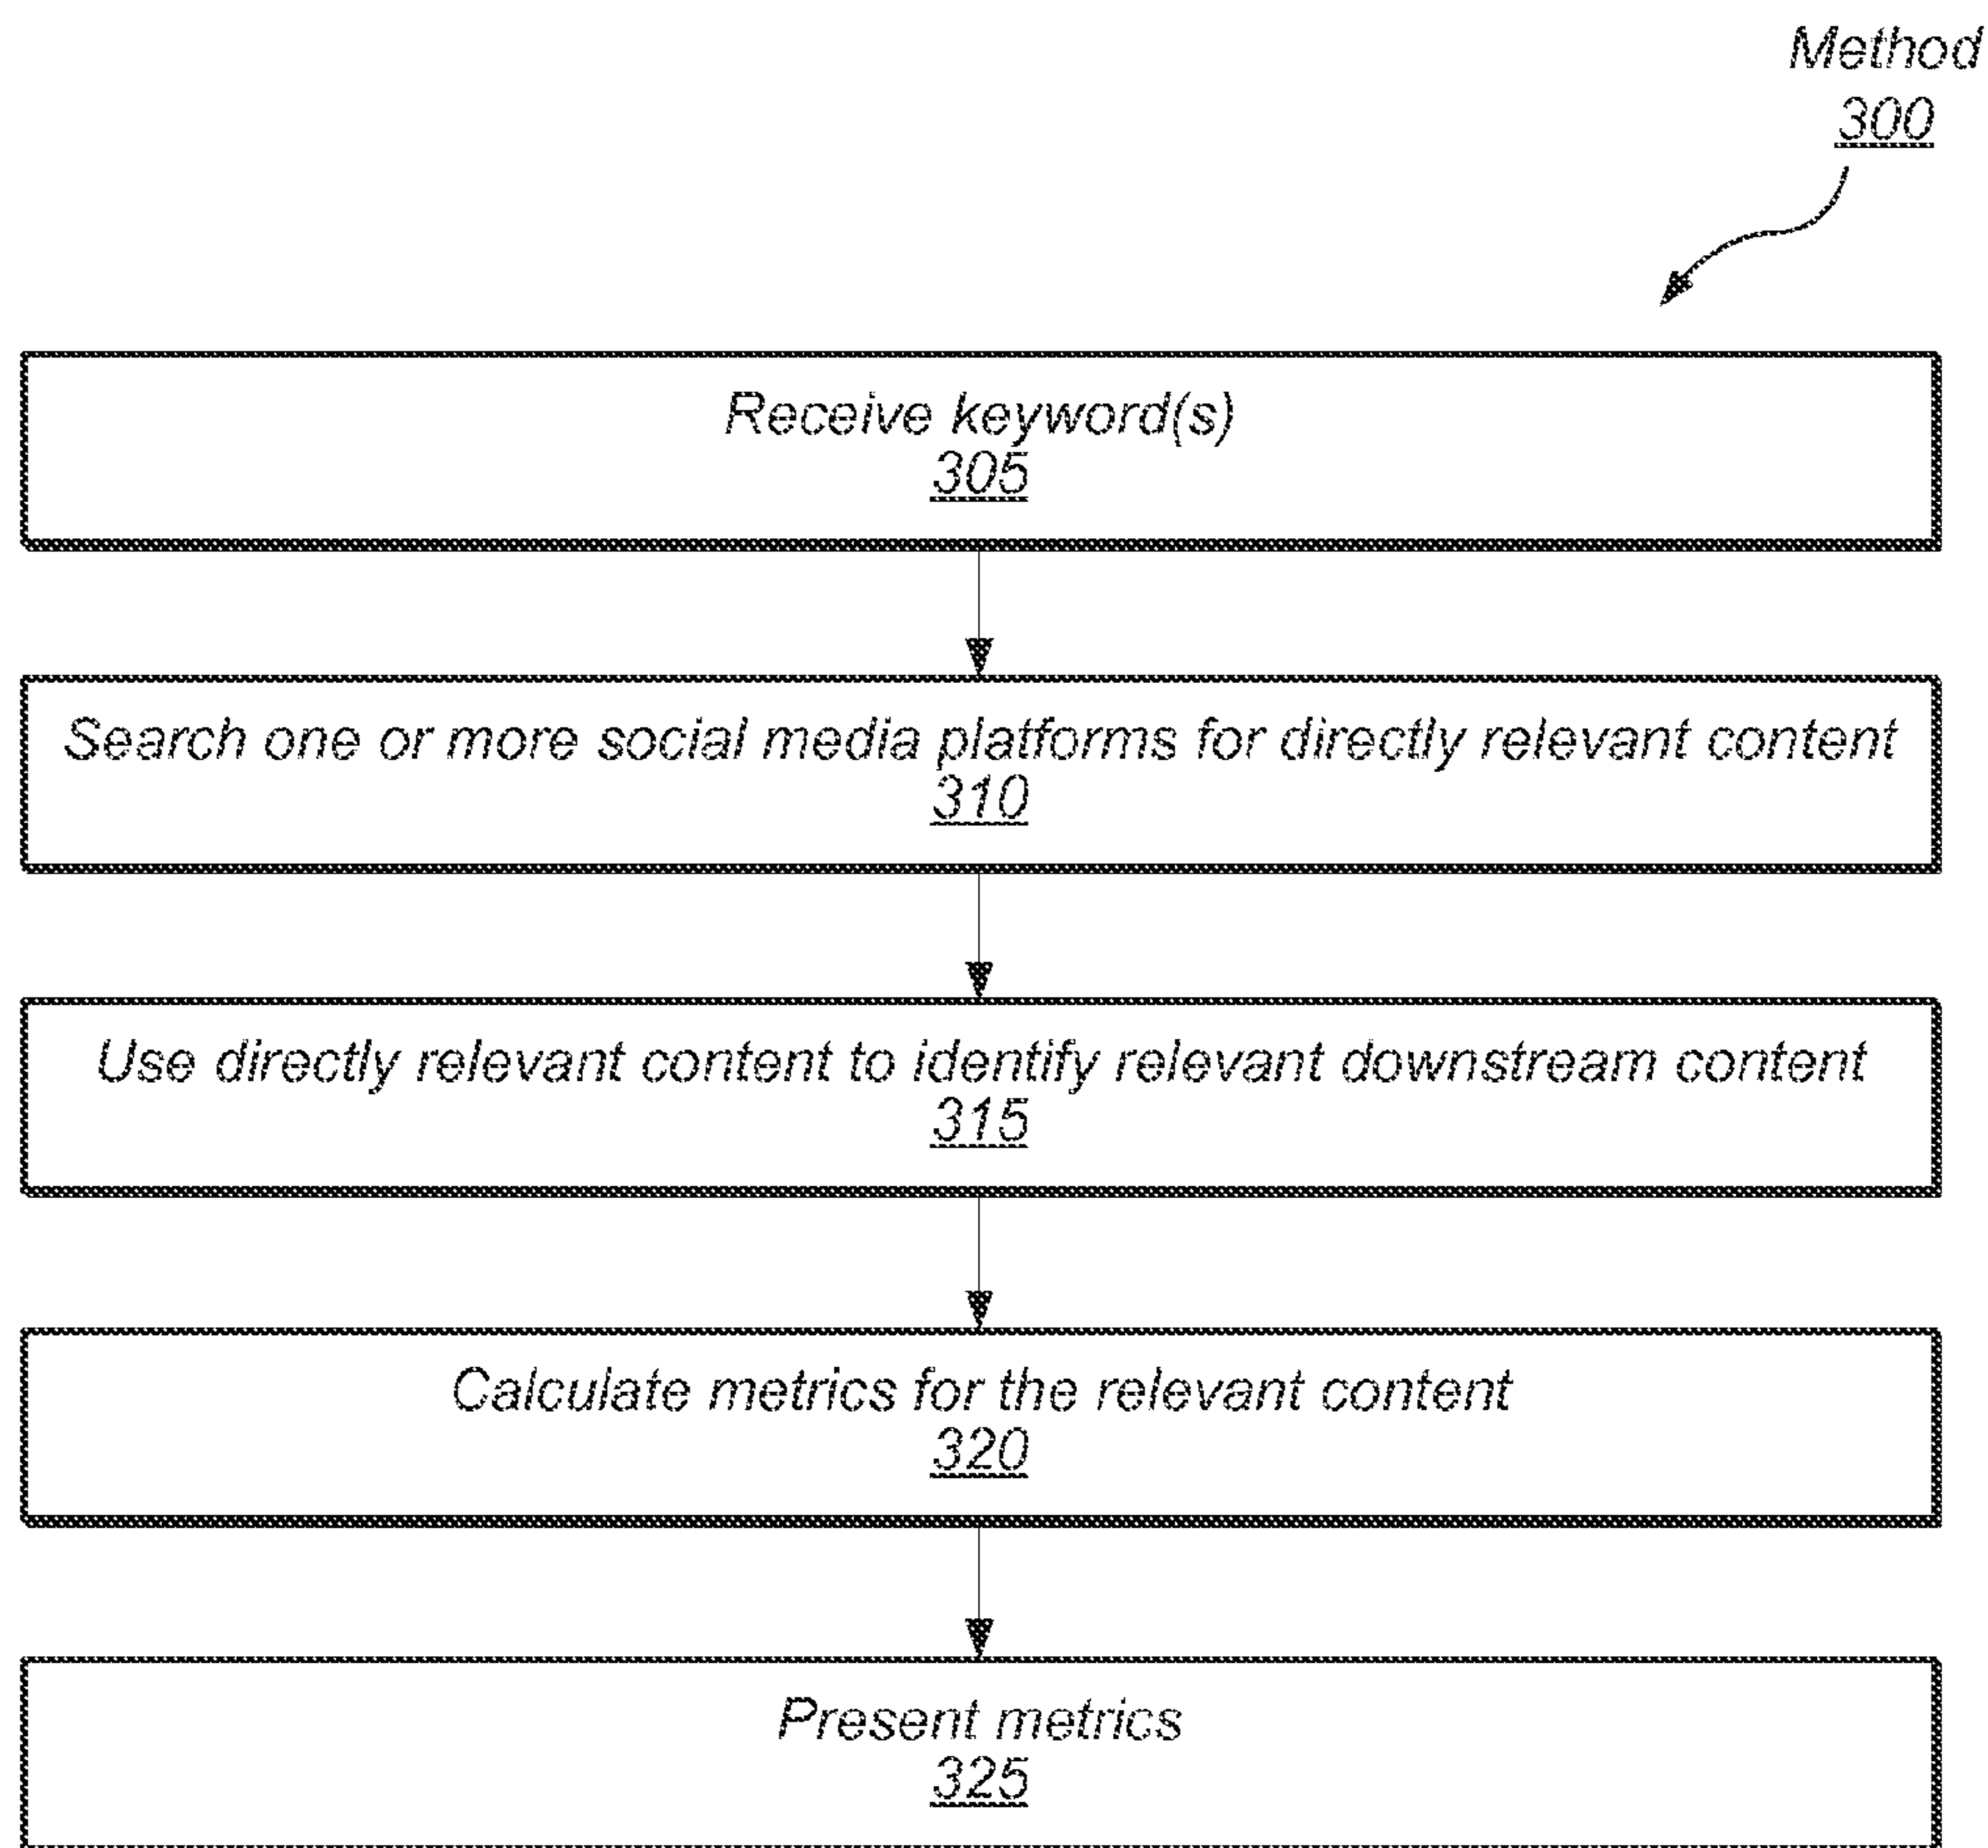 Method
300
Receive keyword(s)
305
Search one or more social media platforms for directly relevant content
310
Use directly relevant content to identify relevant downstream content
315
Calculate metrics for the relevant content
320
Present metrics
325